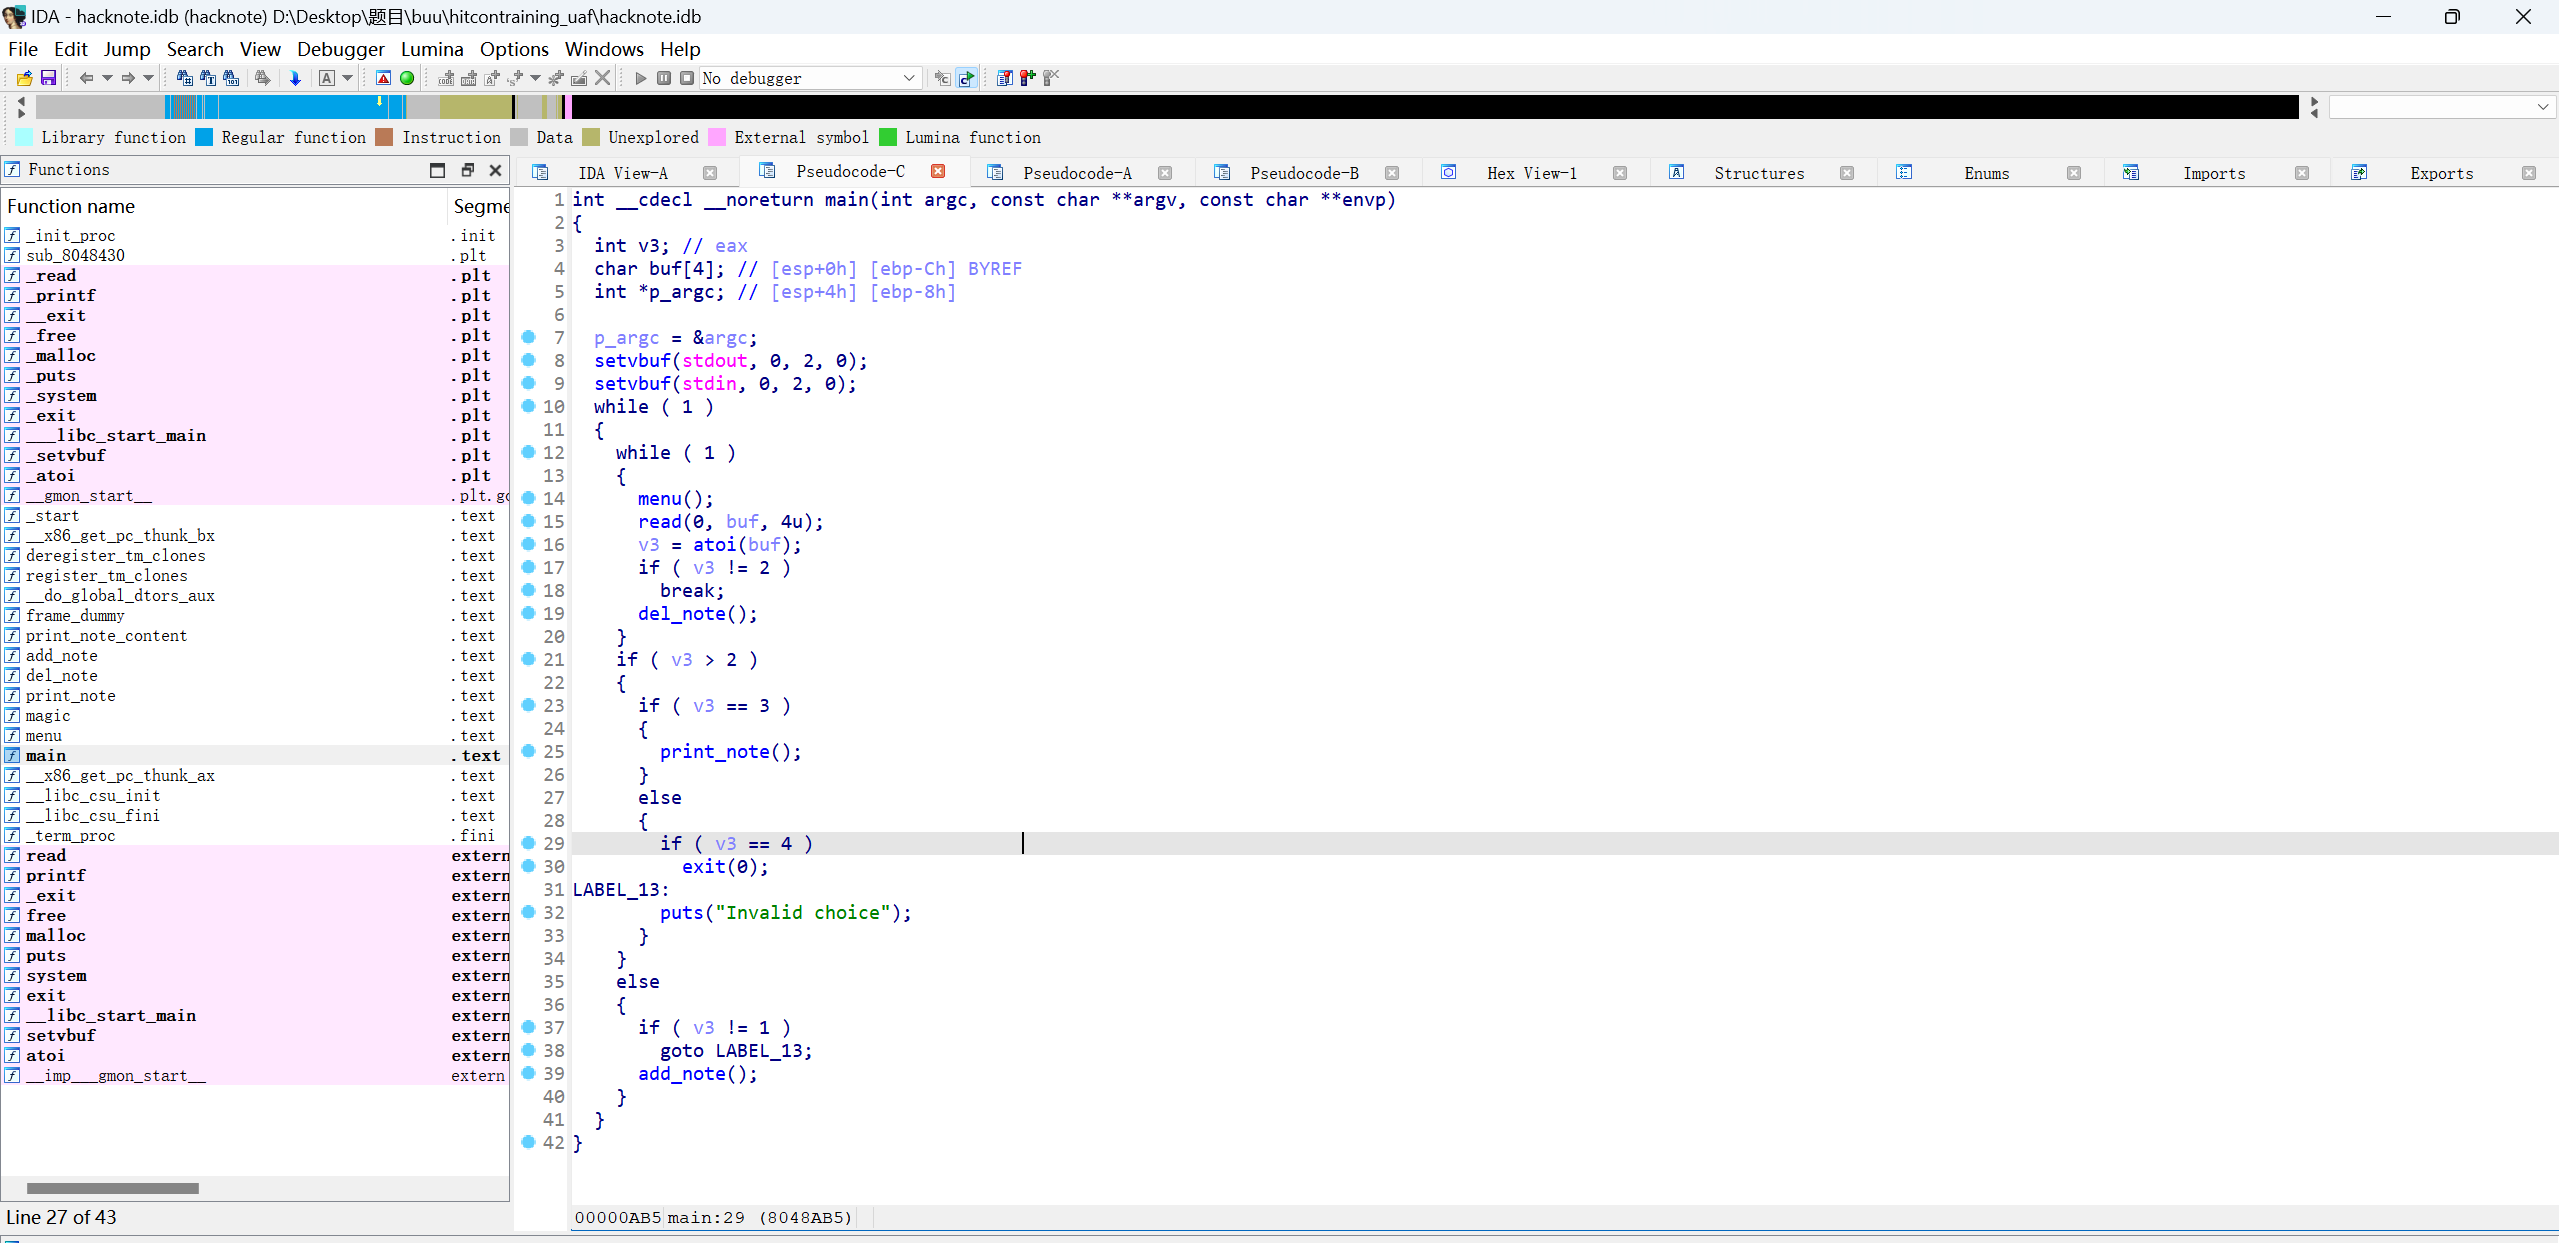 IDA - hacknote.idb (hacknote) D:\Desktop\题目\buu\hitcontraining_uaf\hacknote.idb
File Edit Jump Search View Debugger Lumina Options Windows Help
No debugger
Library function Regular function Instruction Data Unexplored External symbol Lumina function
Functions
Function name Segme
_init_proc .init
sub_8048430 .plt
_read .plt
_printf .plt
__exit .plt
_free .plt
_malloc .plt
_puts .plt
_system .plt
_exit .plt
___libc_start_main .plt
_setvbuf .plt
_atoi .plt
__gmon_start__ .plt.go
_start .text
__x86_get_pc_thunk_bx .text
deregister_tm_clones .text
register_tm_clones .text
__do_global_dtors_aux .text
frame_dummy .text
print_note_content .text
add_note .text
del_note .text
print_note .text
magic .text
menu .text
main .text
__x86_get_pc_thunk_ax .text
__libc_csu_init .text
__libc_csu_fini .text
_term_proc .fini
read extern
printf extern
_exit extern
free extern
malloc extern
puts extern
system extern
exit extern
__libc_start_main extern
setvbuf extern
atoi extern
__imp___gmon_start__ extern
Line 27 of 43
IDA View-A Pseudocode-C Pseudocode-A Pseudocode-B Hex View-1 Structures Enums Imports Exports
1 int __cdecl __noreturn main(int argc, const char **argv, const char **envp)
2 {
3 int v3; // eax
4 char buf[4]; // [esp+0h] [ebp-Ch] BYREF
5 int *p_argc; // [esp+4h] [ebp-8h]
6
7 p_argc = &argc;
8 setvbuf(stdout, 0, 2, 0);
9 setvbuf(stdin, 0, 2, 0);
10 while ( 1 )
11 {
12 while ( 1 )
13 {
14 menu();
15 read(0, buf, 4u);
16 v3 = atoi(buf);
17 if ( v3 != 2 )
18 break;
19 del_note();
20 }
21 if ( v3 > 2 )
22 {
23 if ( v3 == 3 )
24 {
25 print_note();
26 }
27 else
28 {
29 if ( v3 == 4 )
30 exit(0);
31 LABEL_13:
32 puts("Invalid choice");
33 }
34 }
35 else
36 {
37 if ( v3 != 1 )
38 goto LABEL_13;
39 add_note();
40 }
41 }
42 }
00000AB5 main:29 (8048AB5)